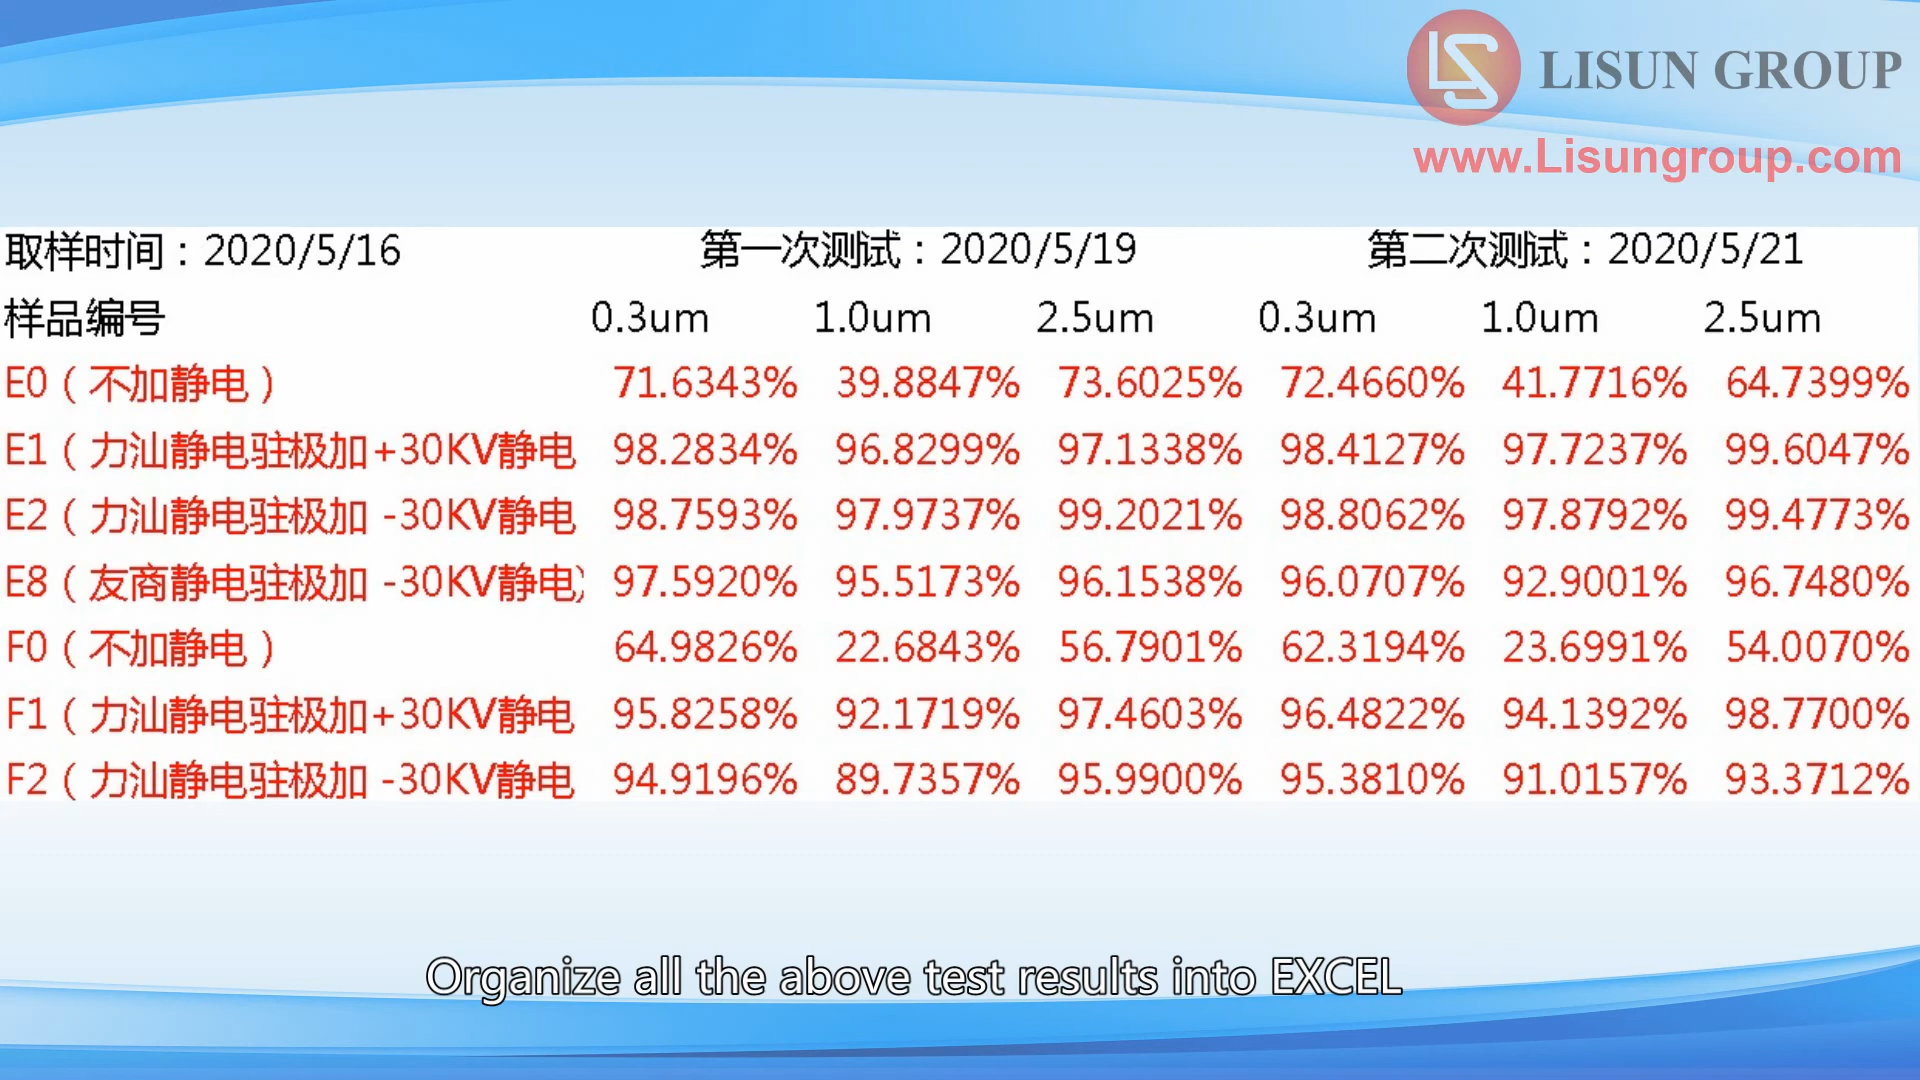 LISUN GROUP
www.Lisungroup.com
取样时间：2020/5/16 第一次测试：2020/5/19 第二次测试：2020/5/21
样品编号 0.3um 1.0um 2.5um 0.3um 1.0um 2.5um
E0（不加静电） 71.6343% 39.8847% 73.6025% 72.4660% 41.7716% 64.7399%
E1（力汕静电驻极加+30KV静电 98.2834% 96.8299% 97.1338% 98.4127% 97.7237% 99.6047%
E2（力汕静电驻极加 -30KV静电 98.7593% 97.9737% 99.2021% 98.8062% 97.8792% 99.4773%
E8（友商静电驻极加 -30KV静电) 97.5920% 95.5173% 96.1538% 96.0707% 92.9001% 96.7480%
F0（不加静电） 64.9826% 22.6843% 56.7901% 62.3194% 23.6991% 54.0070%
F1（力汕静电驻极加+30KV静电 95.8258% 92.1719% 97.4603% 96.4822% 94.1392% 98.7700%
F2（力汕静电驻极加 -30KV静电 94.9196% 89.7357% 95.9900% 95.3810% 91.0157% 93.3712%
Organize all the above test results into EXCEL